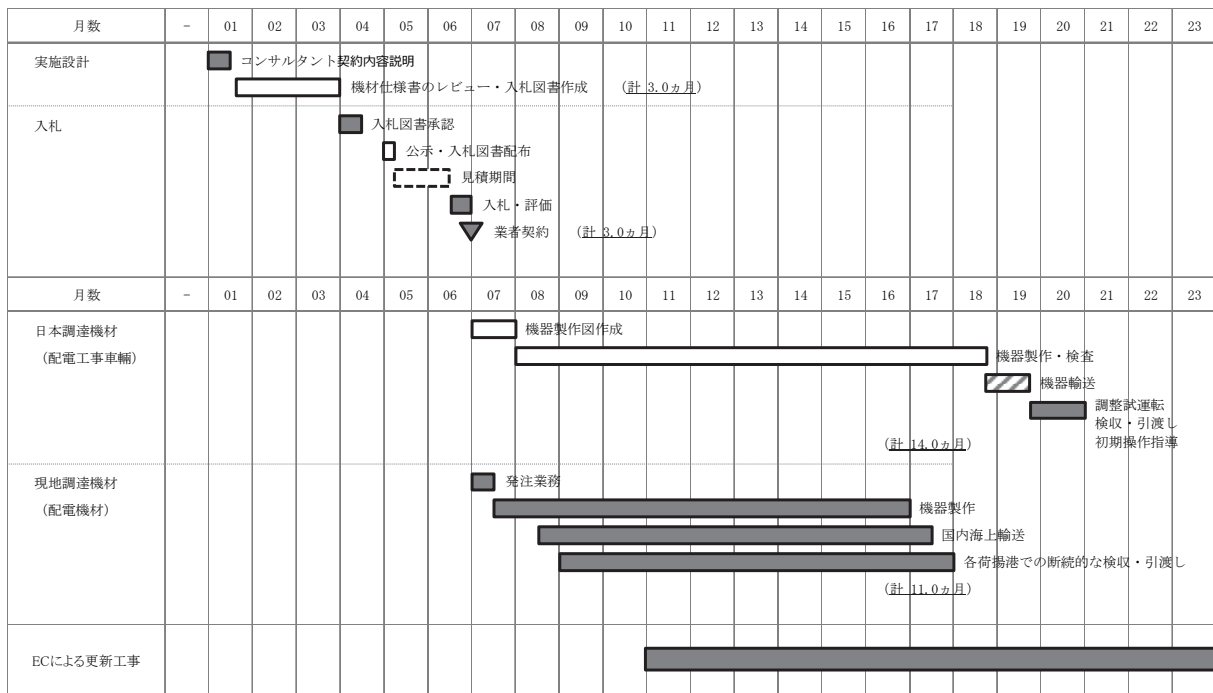 月数 － 01 02 03 04 05 06 07 08 09 10 11 12 13 14 15 16 17 18 19 20 21 22 23
実施設計
コンサルタント契約内容説明
機材仕様書のレビュー・入札図書作成 (計 3.0ヵ月)
入札
入札図書承認
公示・入札図書配布
見積期間
入札・評価
業者契約 (計 3.0ヵ月)
月数 － 01 02 03 04 05 06 07 08 09 10 11 12 13 14 15 16 17 18 19 20 21 22 23
日本調達機材
機器製作図作成
(配電工事車輛)
機器製作・検査
機器輸送
調整試運転
検収・引渡し
初期操作指導
(計 14.0ヵ月)
現地調達機材
発注業務
(配電機材)
機器製作
国内海上輸送
各荷揚港での断続的な検収・引渡し
(計 11.0ヵ月)
ECによる更新工事